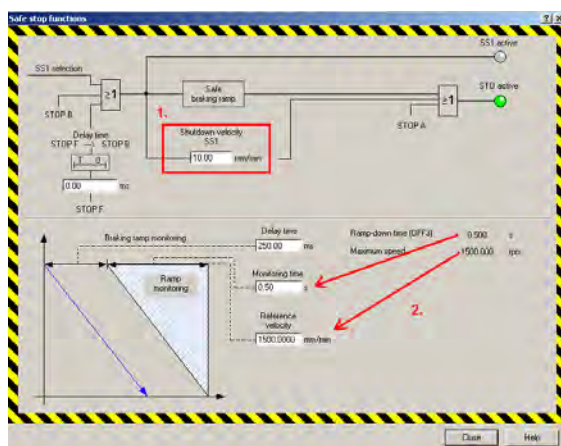 Safe stop functions
SS1 active
SS1 selection
STO active
≥1
Safe
braking ramp
≥1
STOP B
1.
STOP A
Delay time
STOP F → STOP B
Shutdown velocity
SS1
10.00 mm/min
T 0
0.00 ms
STOP F
Braking ramp monitoring
Delay time
250.00 ms
Ramp-down time (OFF3) 0.500 s
Maximum speed 1500.000 rpm
Ramp
monitoring
Monitoring time
0.50 s
2.
Reference
velocity
1500.0000 mm/min
Close
Help